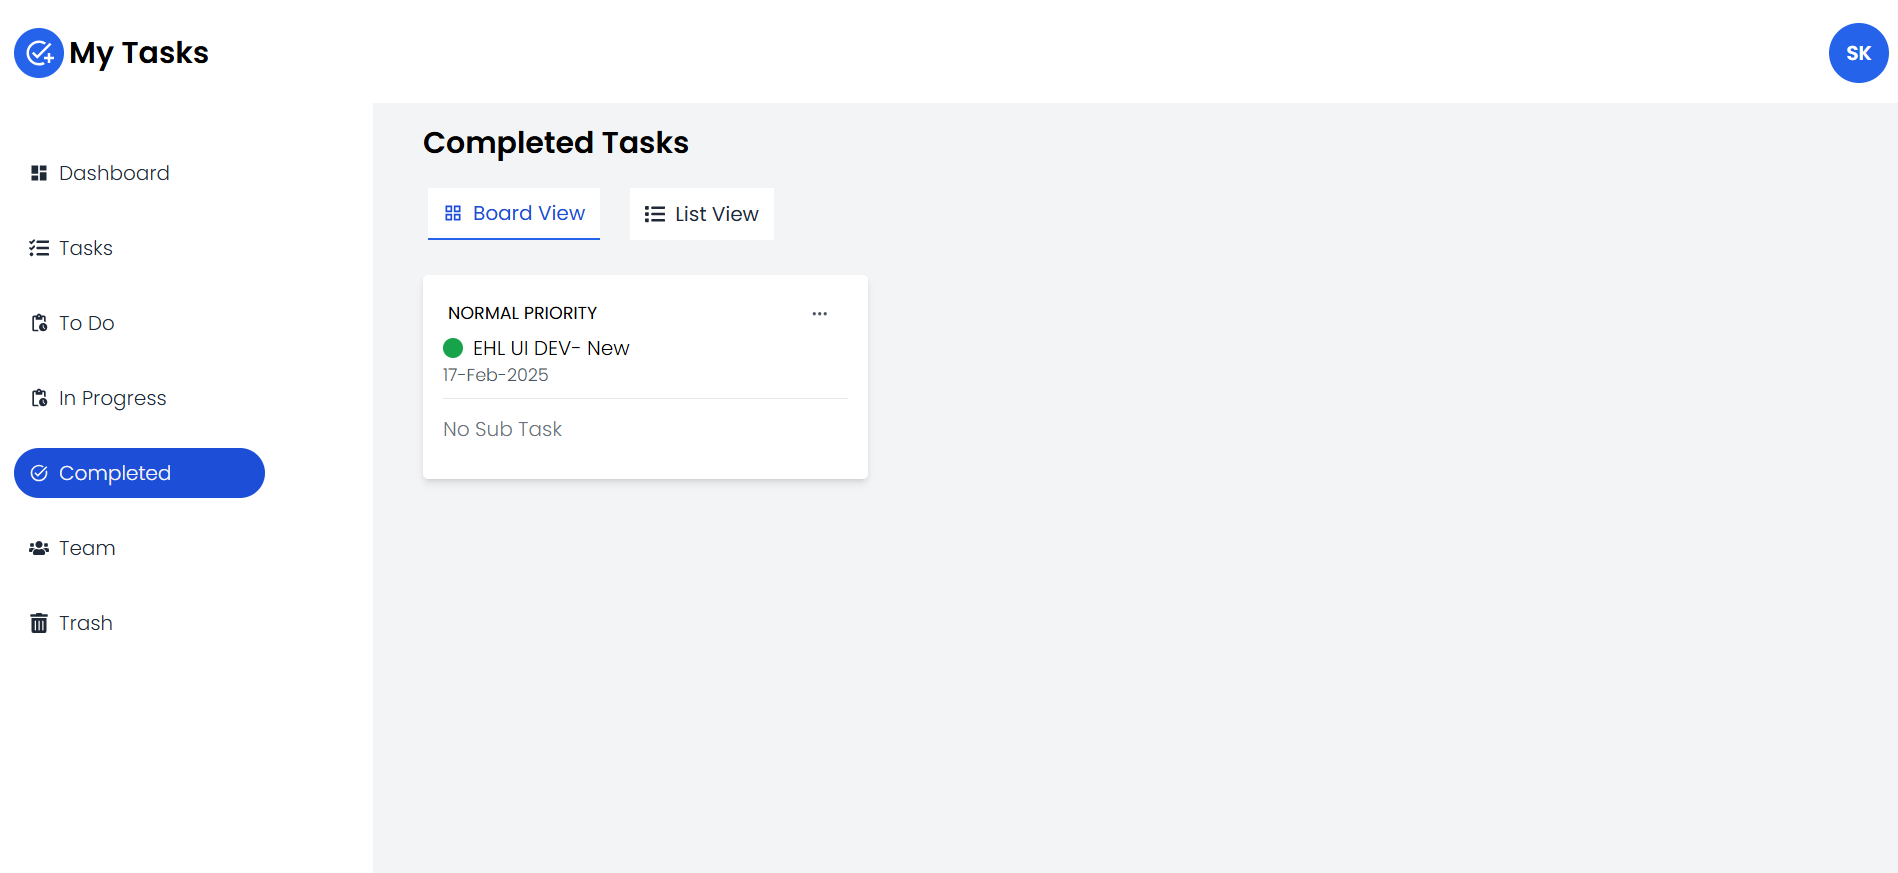 My Tasks
SK
Dashboard
Tasks
To Do
In Progress
Completed
Team
Trash
Completed Tasks
Board View
List View
NORMAL PRIORITY
EHL UI DEV- New
17-Feb-2025
No Sub Task